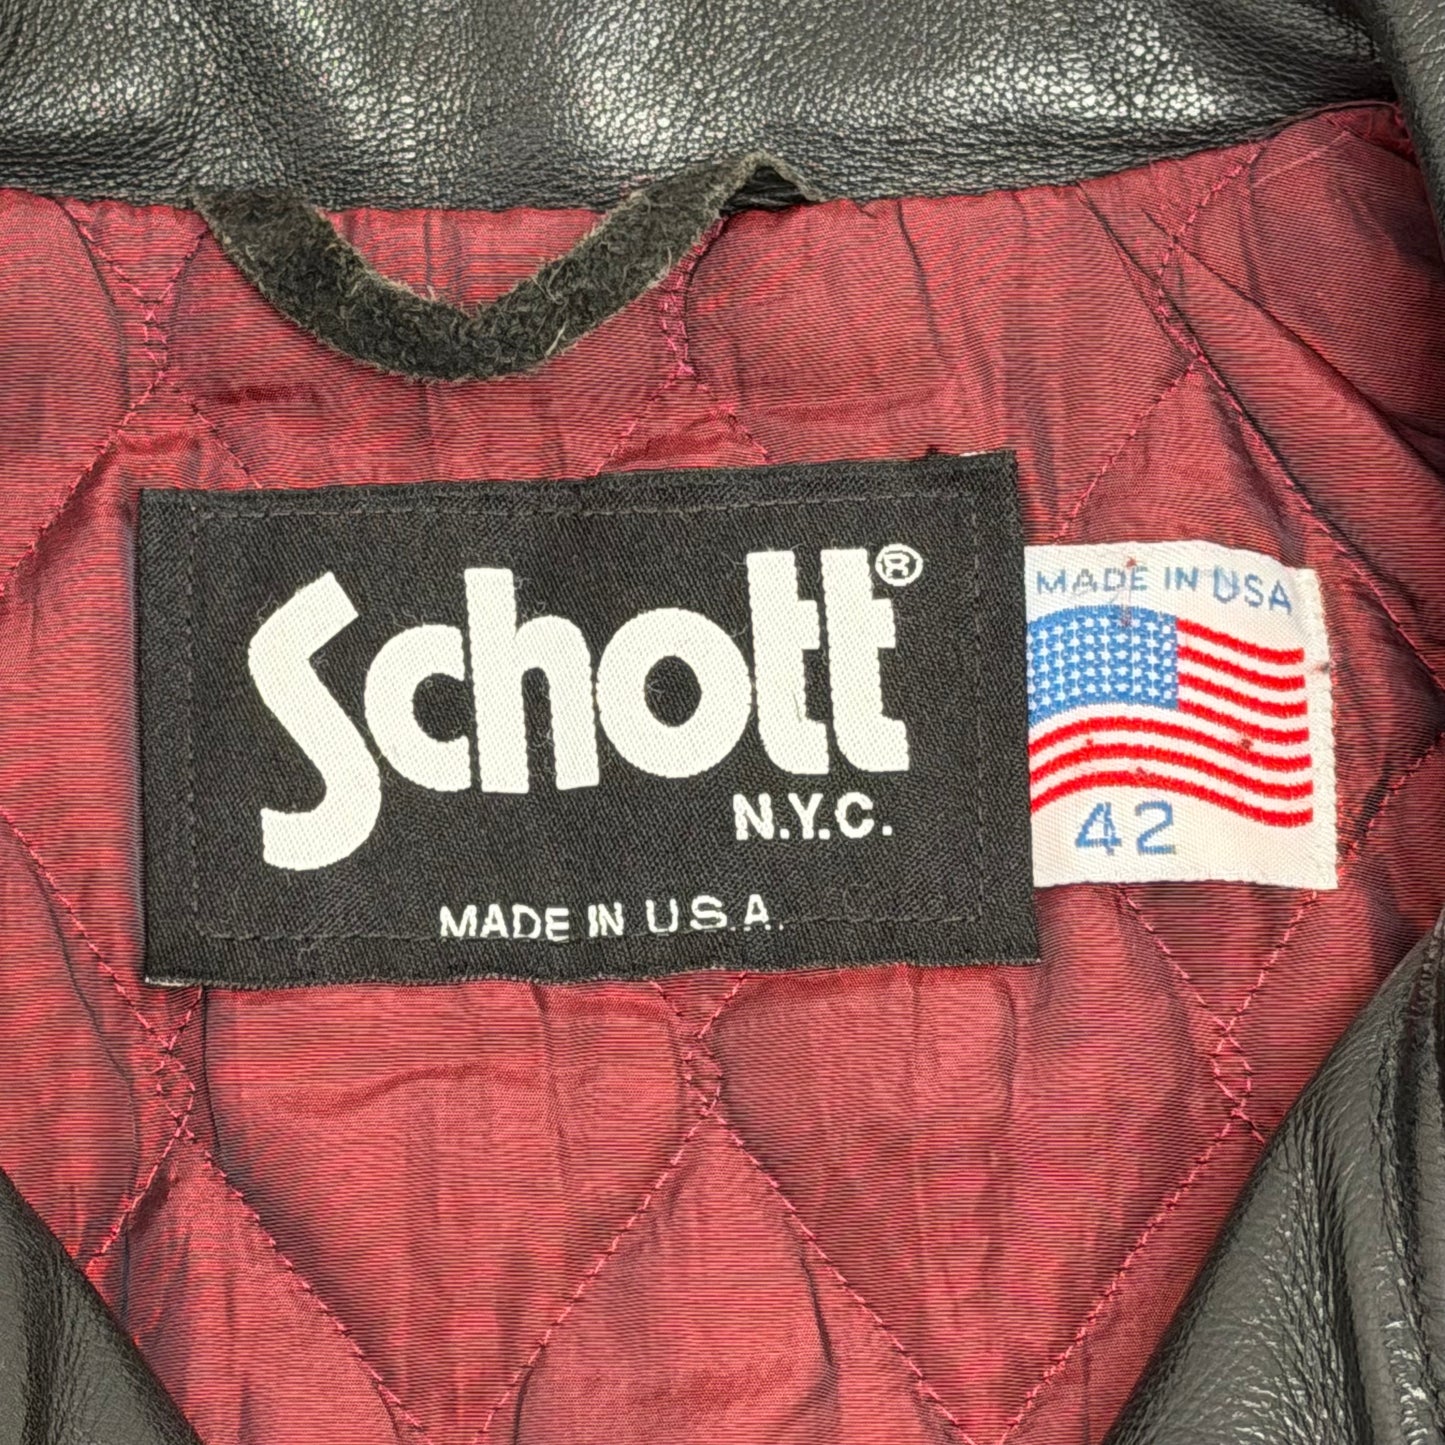 Schott®
N.Y.C.
MADE IN U.S.A.
MADE IN USA
42